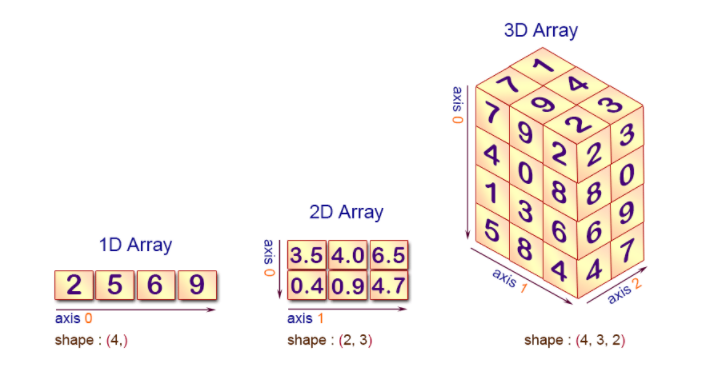 1D Array
2 5 6 9
axis 0
shape : (4,)
2D Array
axis 0
3.5 4.0 6.5
0.4 0.9 4.7
axis 1
shape : (2, 3)
3D Array
axis 0
1
7 4
9 3
2
7 9 2 2 3
4 0 8 8 0
1 3 6 6 9
5 8 4 4 7
axis 1
axis 2
shape : (4, 3, 2)